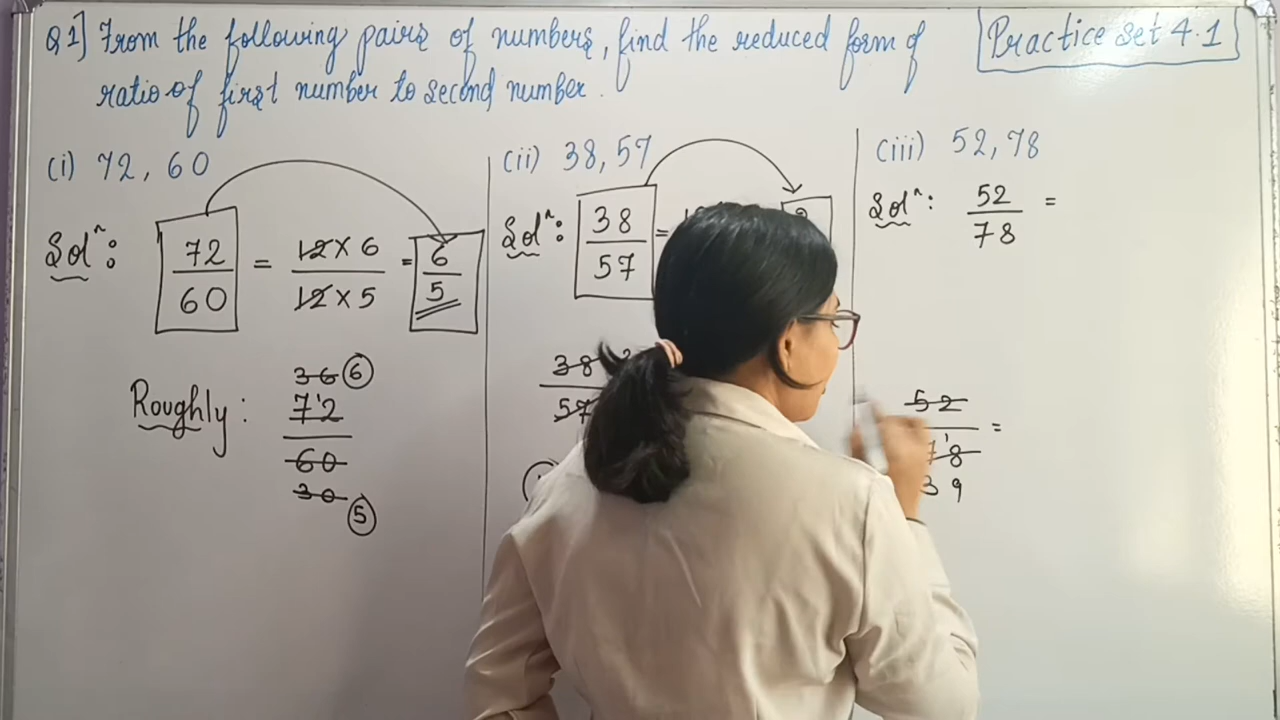 Q1] From the following pairs of numbers, find the reduced form of
ratio of first number to second number.
Practice set 4.1
(i) 72, 60
Solⁿ:
72/60 = 12×6/12×5 = 6/5
Roughly:
36 6
72
60
30
5
(ii) 38, 57
Solⁿ:
38/57 =
38
57
(iii) 52, 78
Solⁿ: 52/78 =
52
78 =
39